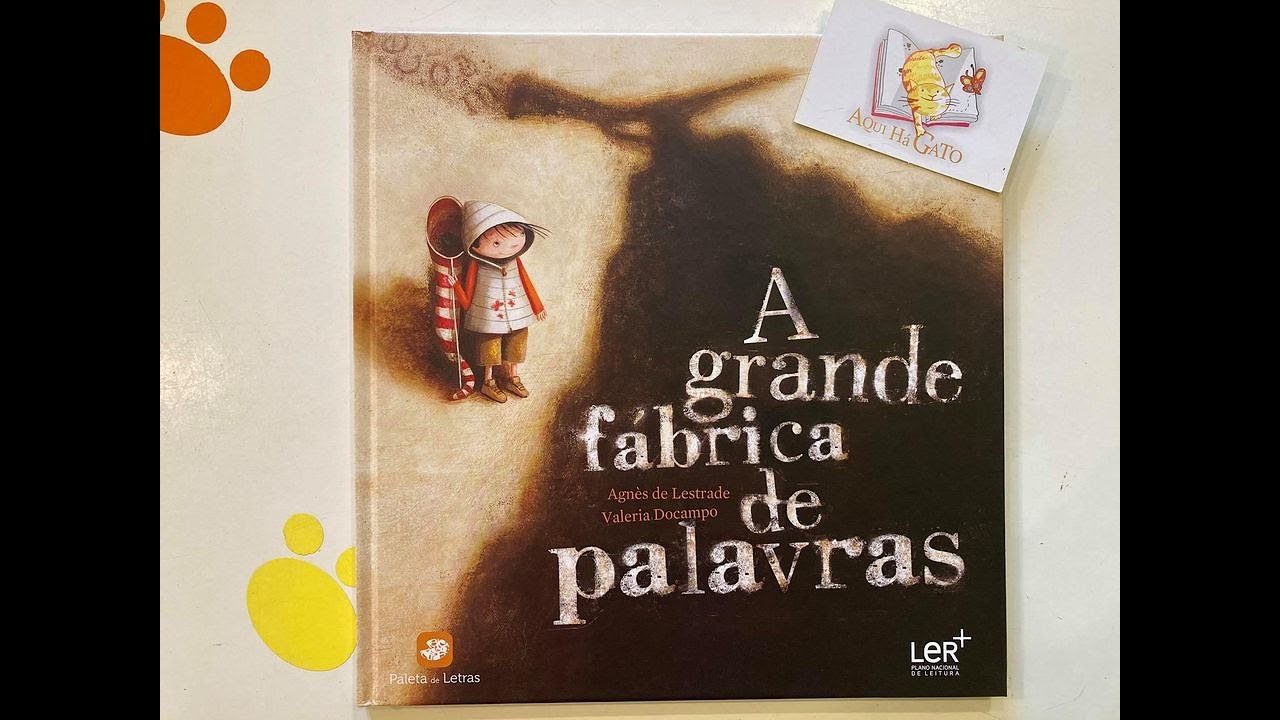 AQUI HÁ GATO
A
grande
fábrica
de
palavras
Agnès de Lestrade
Valeria Docampo
Paleta de Letras
LeR+
PLANO NACIONAL
DE LEITURA